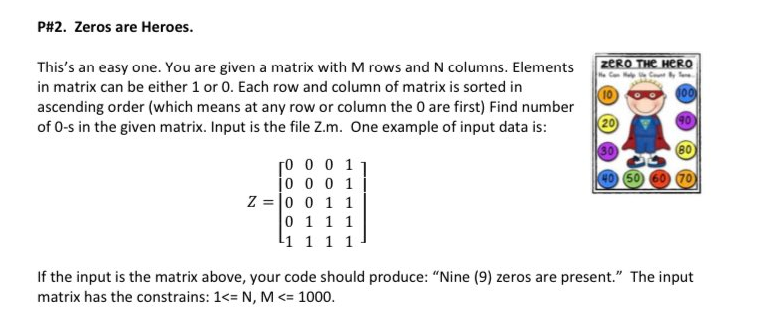 P#2. Zeros are Heroes.
This's an easy one. You are given a matrix with M rows and N columns. Elements
in matrix can be either 1 or 0. Each row and column of matrix is sorted in
ascending order (which means at any row or column the 0 are first) Find number
of 0-s in the given matrix. Input is the file Z.m. One example of input data is:
ZERO THE HERO
He Can Help Us Count By Tens...
10
100
20
90
30
80
40 50 60 70
0 0 0 1
0 0 0 1
Z = 0 0 1 1
0 1 1 1
1 1 1 1
If the input is the matrix above, your code should produce: “Nine (9) zeros are present.” The input
matrix has the constrains: 1<= N, M <= 1000.